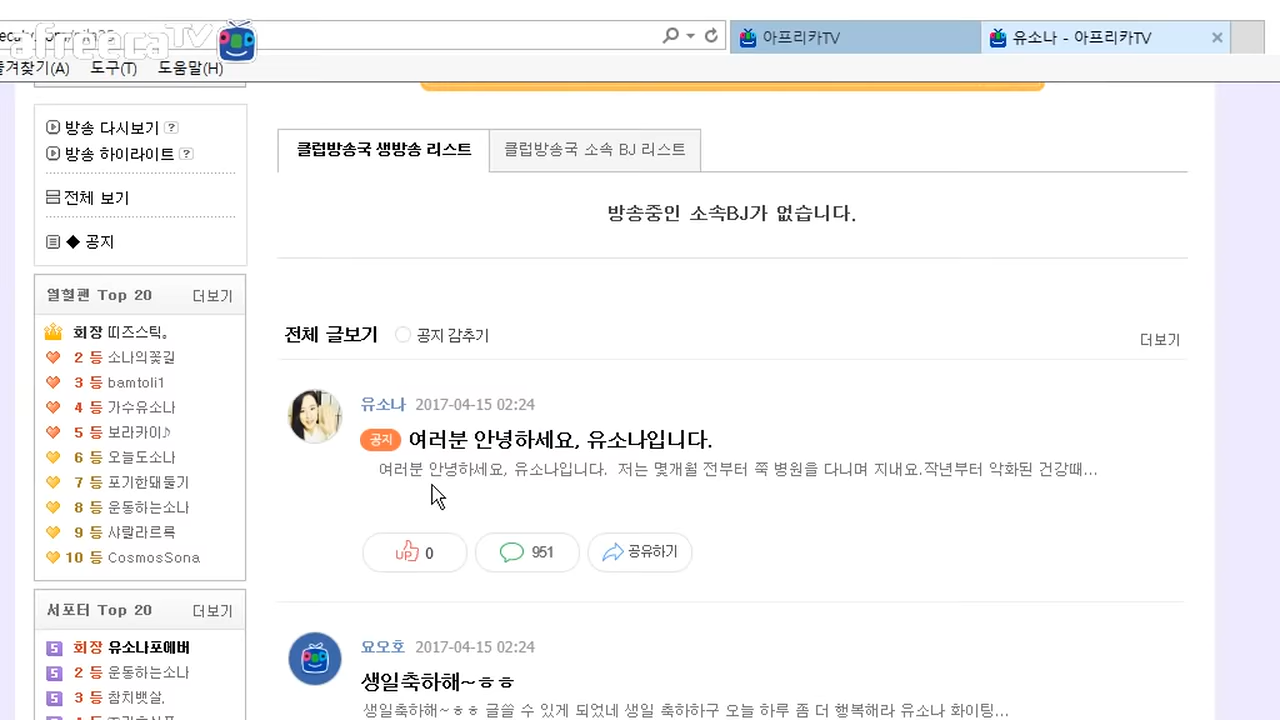 afreecaTV
아프리카TV
유소나 - 아프리카TV
도구(T) 도움말(H)
방송 다시보기 ?
방송 하이라이트 ?
전체 보기
◆ 공지
열혈팬 Top 20 더보기
회장 띠즈스틱。
2 등 소나의꽃길
3 등 bamtoli1
4 등 가수유소나
5 등 보라카이♪
6 등 오늘도소나
7 등 포기한돼둘기
8 등 운동하는소나
9 등 사랄라르륵
10 등 CosmosSona
서포터 Top 20 더보기
5 회장 유소나포에버
5 2 등 운동하는소나
5 3 등 참치뱃살.
클럽방송국 생방송 리스트 클럽방송국 소속 BJ 리스트
방송중인 소속BJ가 없습니다.
전체 글보기 공지 감추기 더보기
유소나 2017-04-15 02:24
공지 여러분 안녕하세요, 유소나입니다.
여러분 안녕하세요, 유소나입니다. 저는 몇개월 전부터 쭉 병원을 다니며 지내요.작년부터 악화된 건강때...
UP 0 951 공유하기
요오호 2017-04-15 02:24
생일축하해~ㅎㅎ
생일축하해~ㅎㅎ 글쓸 수 있게 되었네 생일 축하하구 오늘 하루 좀 더 행복해라 유소나 화이팅...